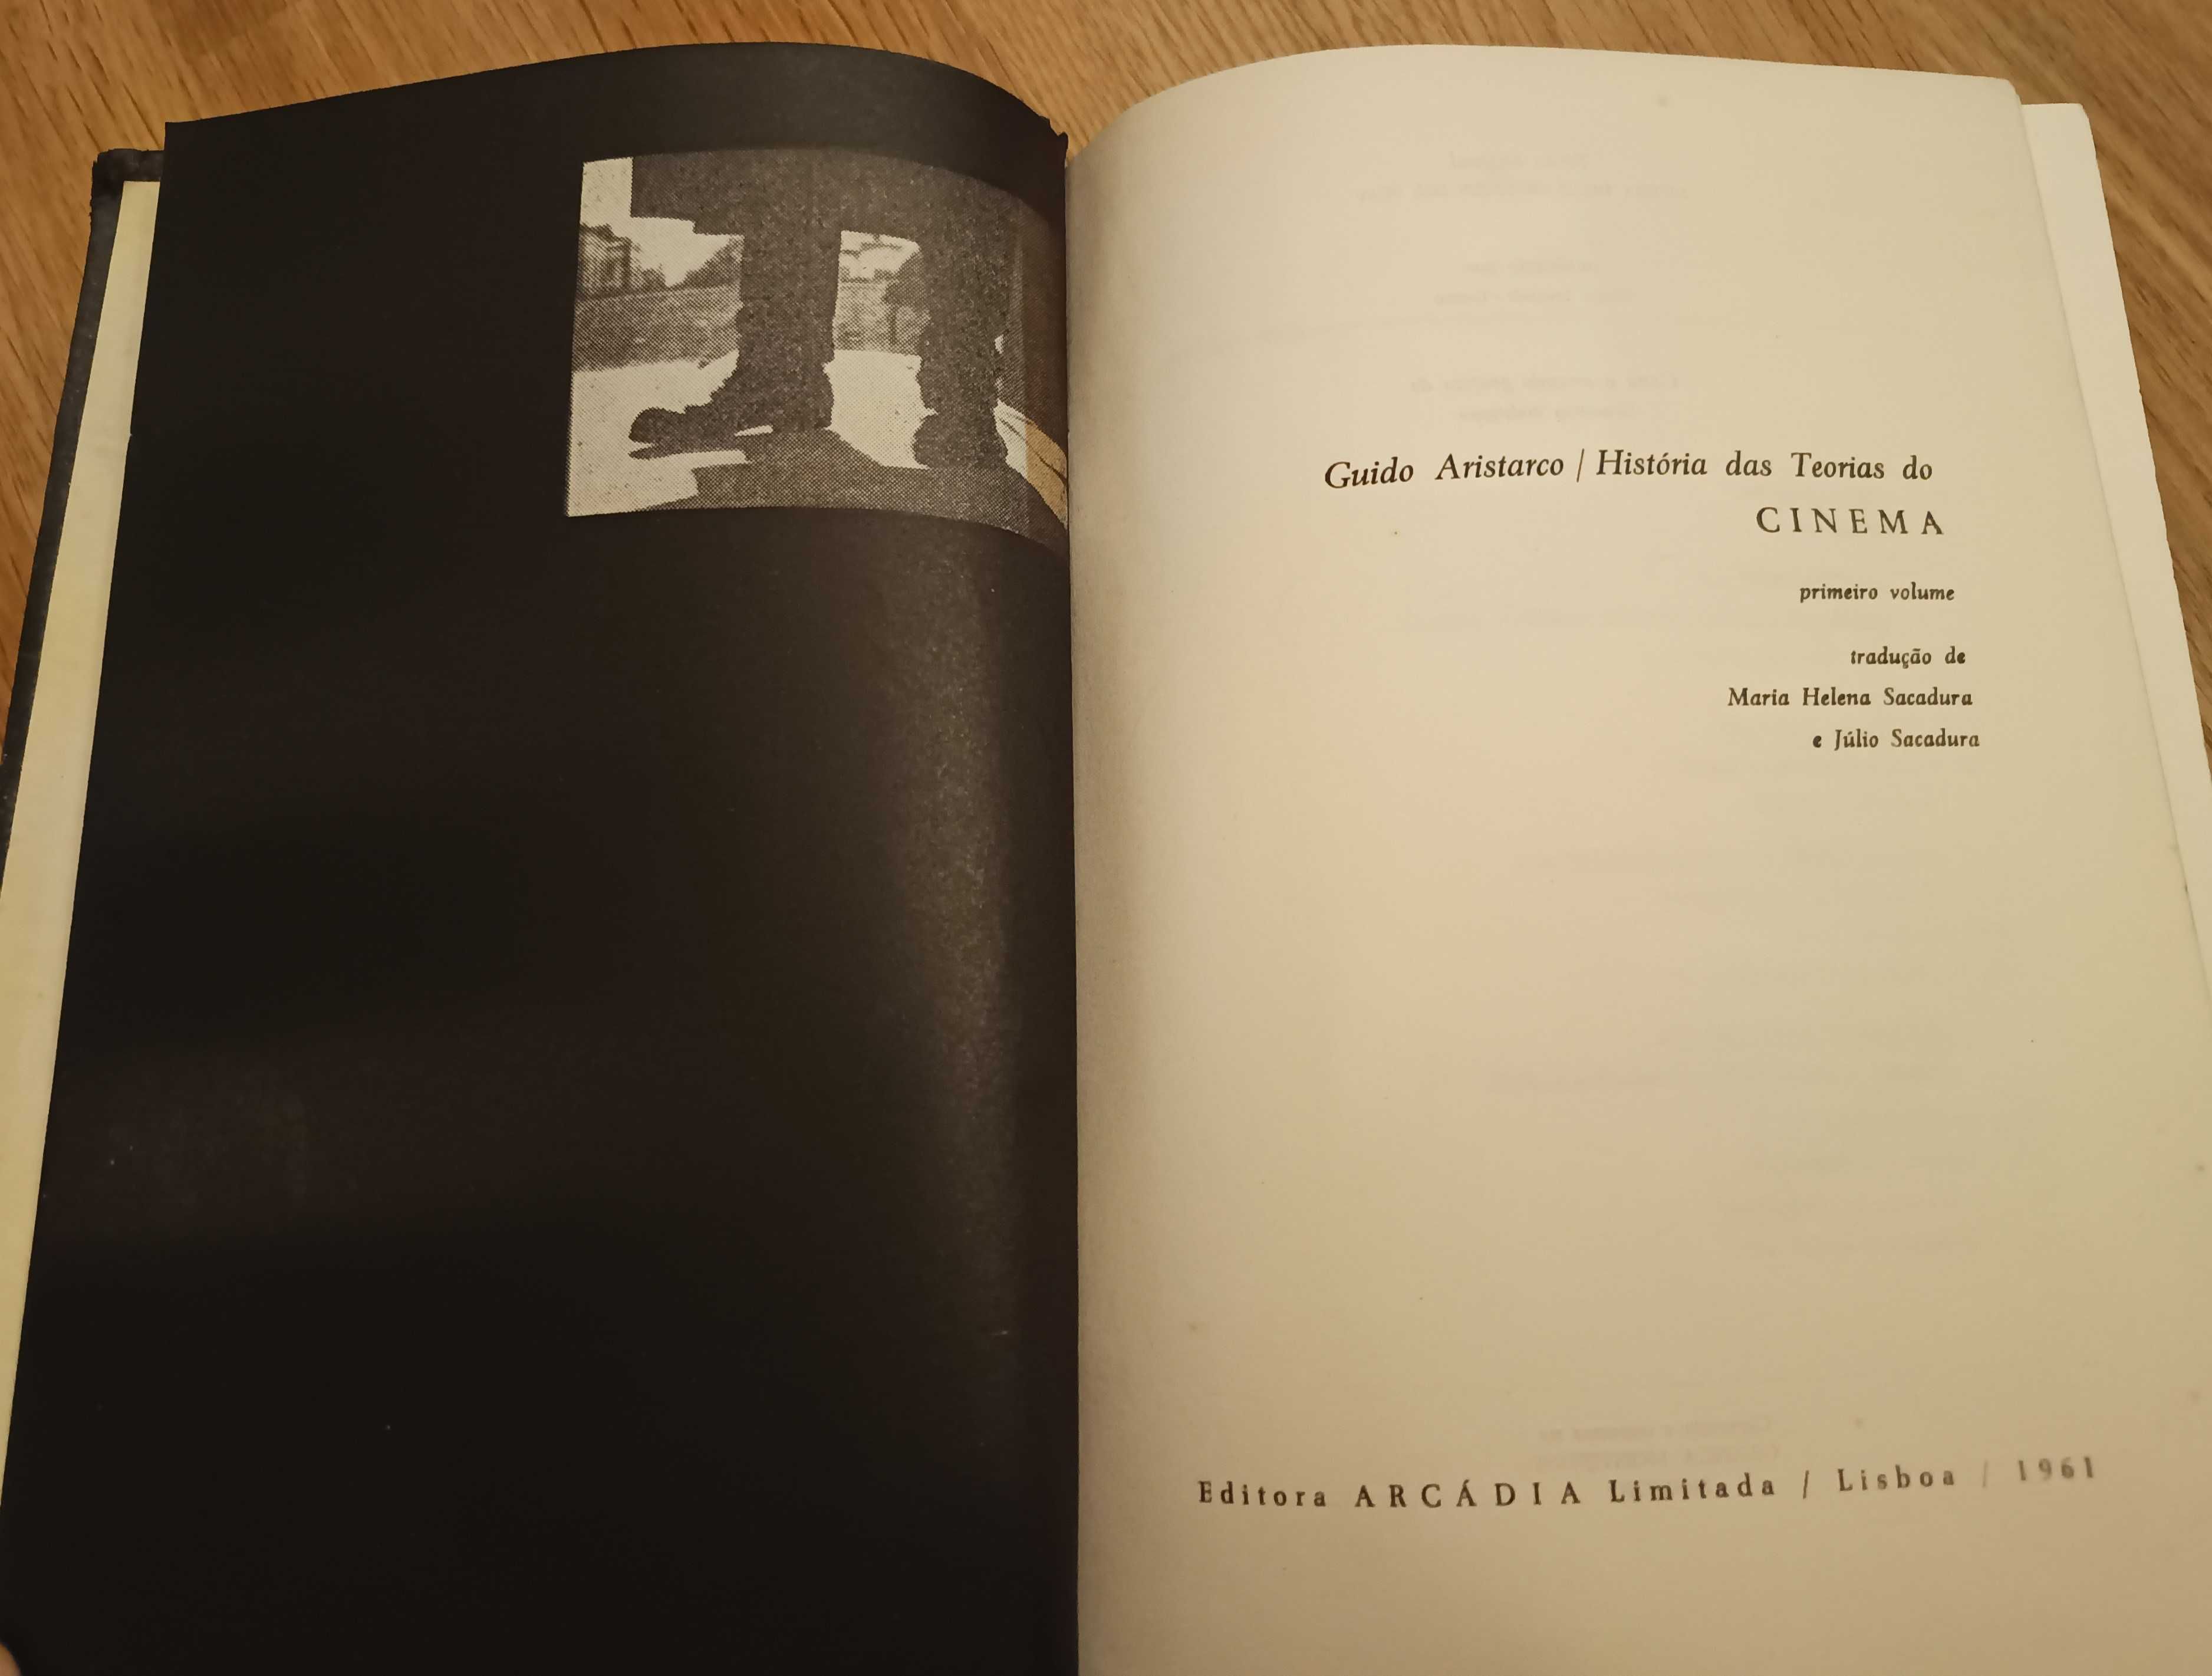 Guido Aristarco / História das Teorias do
CINEMA
primeiro volume
tradução de
Maria Helena Sacadura
e Júlio Sacadura
Editora ARCÁDIA Limitada / Lisboa / 1961